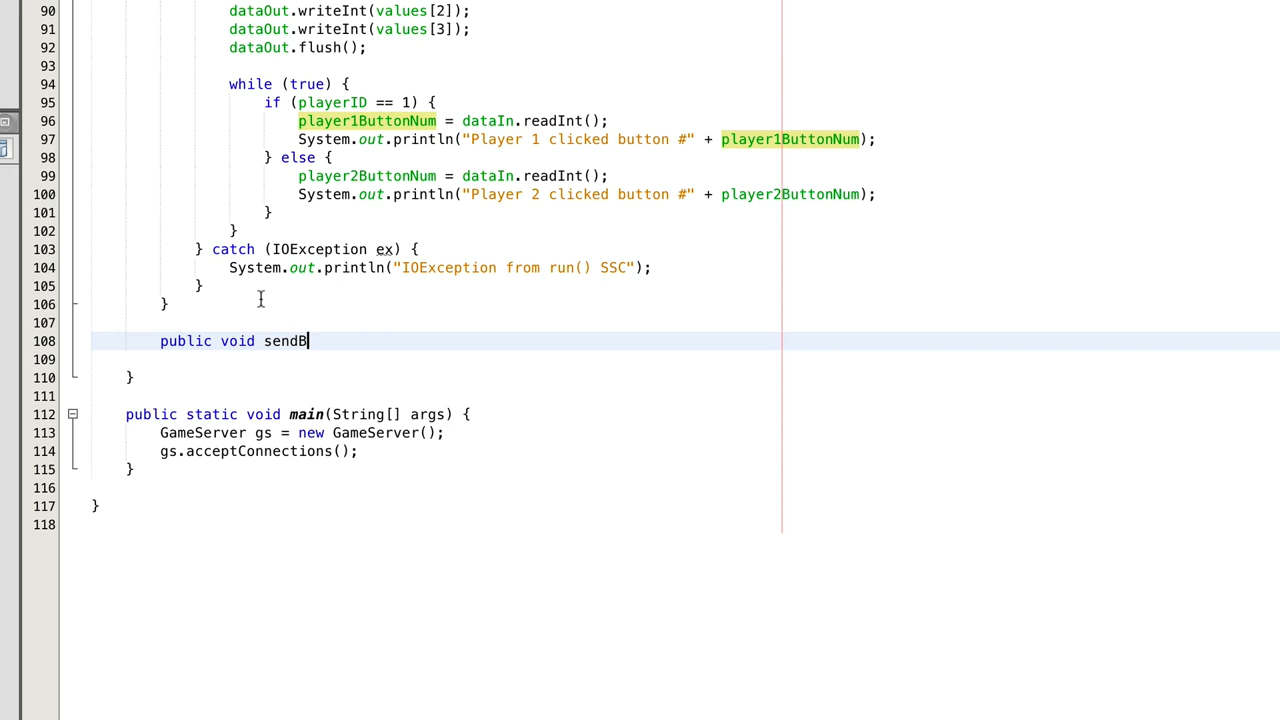 90 dataOut.writeInt(values[2]);
91 dataOut.writeInt(values[3]);
92 dataOut.flush();
93
94 while (true) {
95 if (playerID == 1) {
96 player1ButtonNum = dataIn.readInt();
97 System.out.println("Player 1 clicked button #" + player1ButtonNum);
98 } else {
99 player2ButtonNum = dataIn.readInt();
100 System.out.println("Player 2 clicked button #" + player2ButtonNum);
101 }
102 }
103 } catch (IOException ex) {
104 System.out.println("IOException from run() SSC");
105 }
106 }
107
108 public void sendB
109
110 }
111
112 public static void main(String[] args) {
113 GameServer gs = new GameServer();
114 gs.acceptConnections();
115 }
116
117 }
118